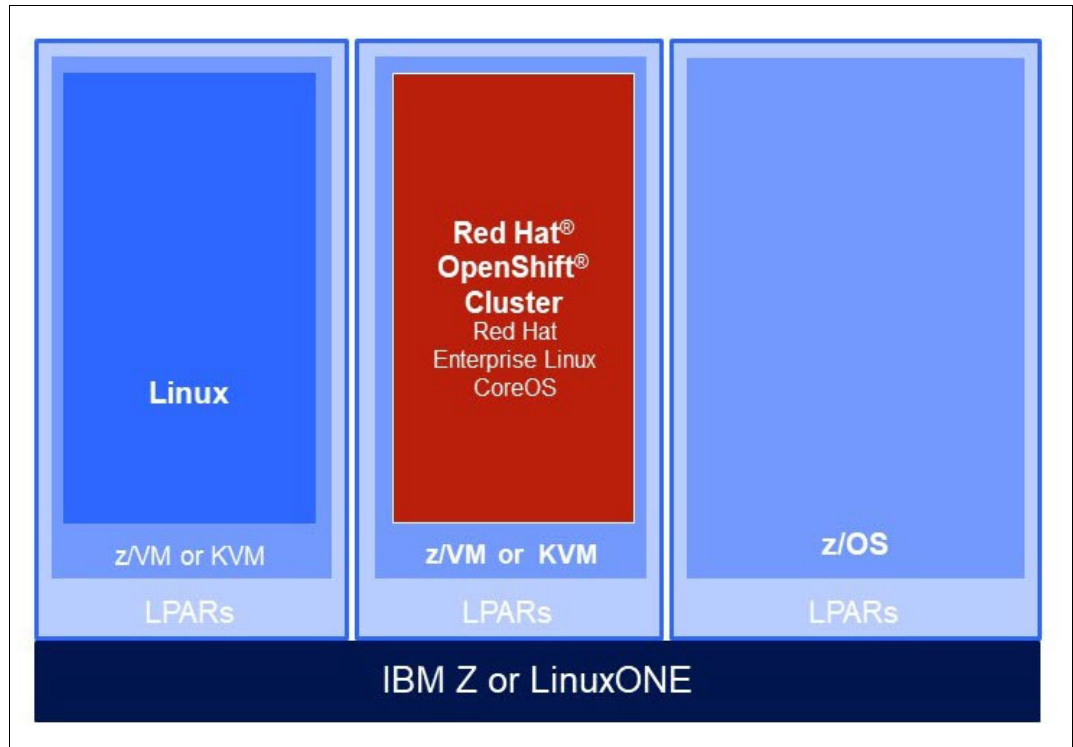 Linux
z/VM or KVM
LPARs
Red Hat®
OpenShift®
Cluster
Red Hat
Enterprise Linux
CoreOS
z/VM or KVM
LPARs
z/OS
LPARs
IBM Z or LinuxONE